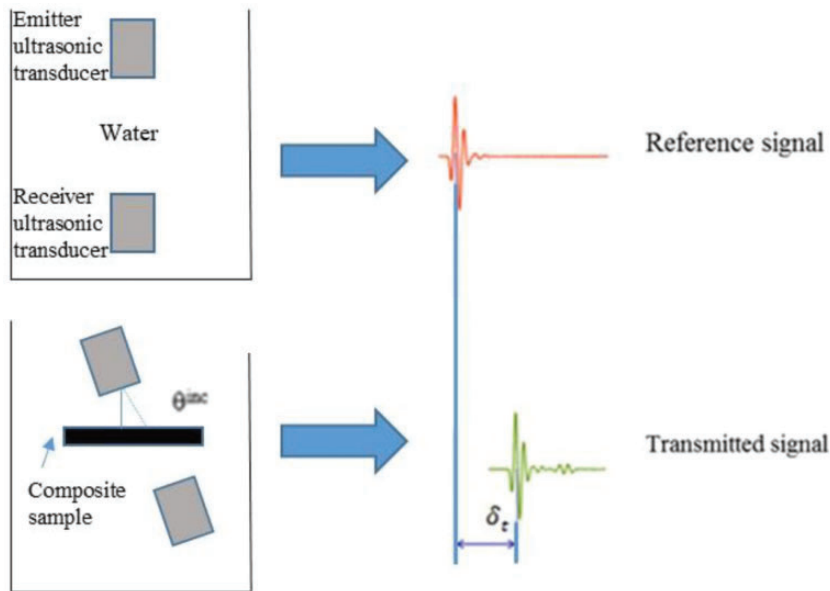 Emitter
ultrasonic
transducer
Water
Receiver
ultrasonic
transducer
Reference signal
θinc
Composite
sample
Transmitted signal
δt